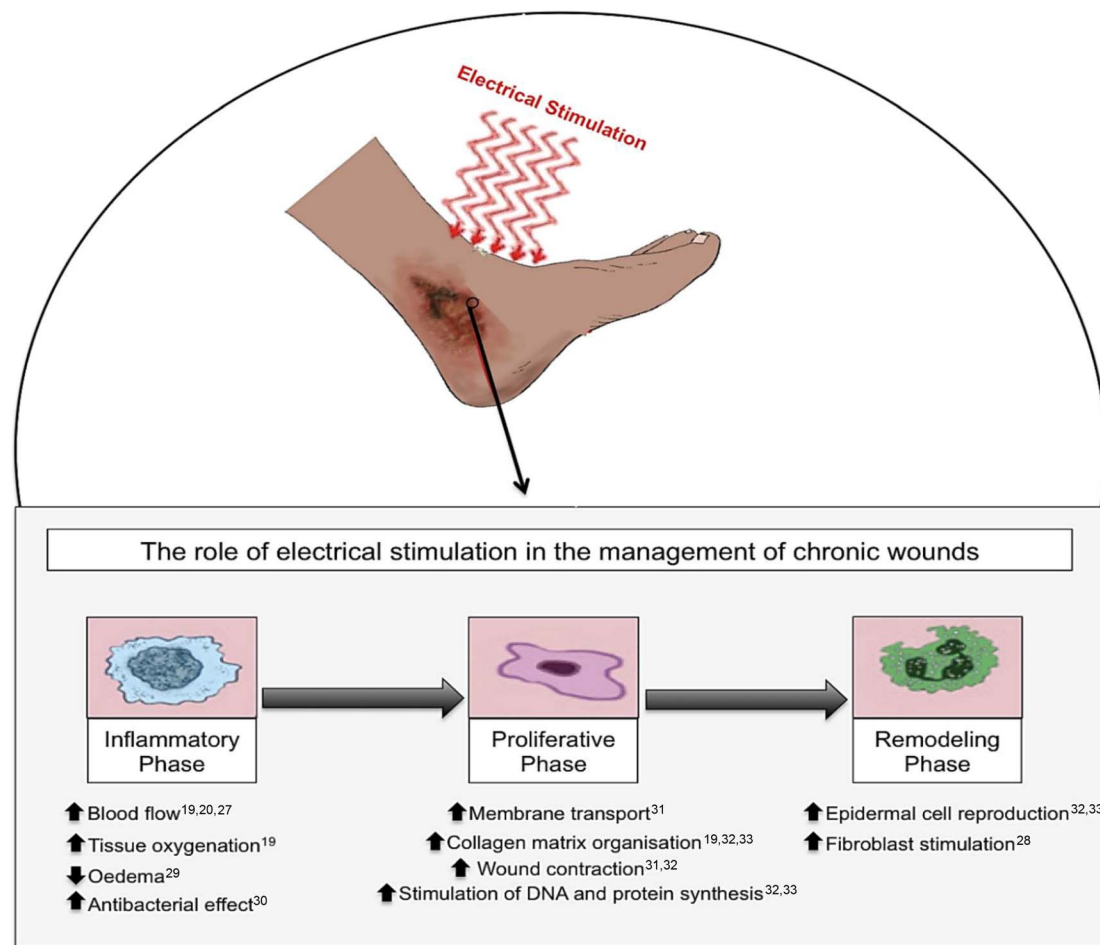 Electrical Stimulation
The role of electrical stimulation in the management of chronic wounds
Inflammatory
Phase
Proliferative
Phase
Remodeling
Phase
Blood flow19,20,27
Tissue oxygenation19
Oedema29
Antibacterial effect30
Membrane transport31
Collagen matrix organisation19,32,33
Wound contraction31,32
Stimulation of DNA and protein synthesis32,33
Epidermal cell reproduction32,33
Fibroblast stimulation28